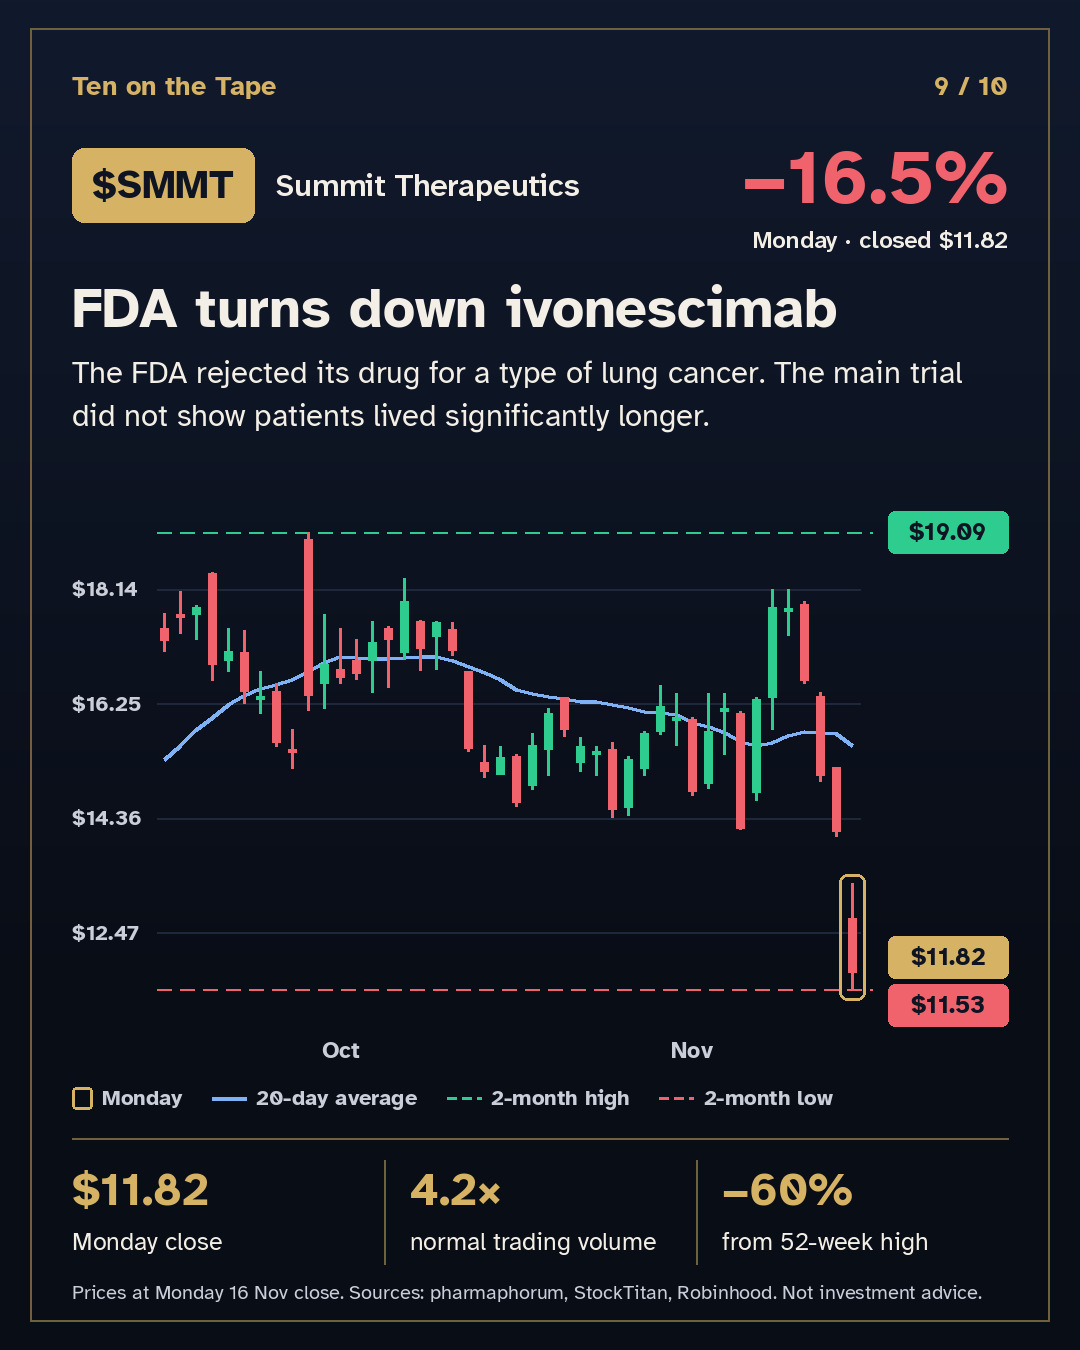 Ten on the Tape
9 / 10
$SMMT
Summit Therapeutics
–16.5%
Monday · closed $11.82
FDA turns down ivonescimab
The FDA rejected its drug for a type of lung cancer. The main trial
did not show patients lived significantly longer.
$19.09
$18.14
$16.25
$14.36
$12.47
$11.82
$11.53
Oct
Nov
Monday
20-day average
2-month high
2-month low
$11.82
Monday close
4.2×
normal trading volume
–60%
from 52-week high
Prices at Monday 16 Nov close. Sources: pharmaphorum, StockTitan, Robinhood. Not investment advice.